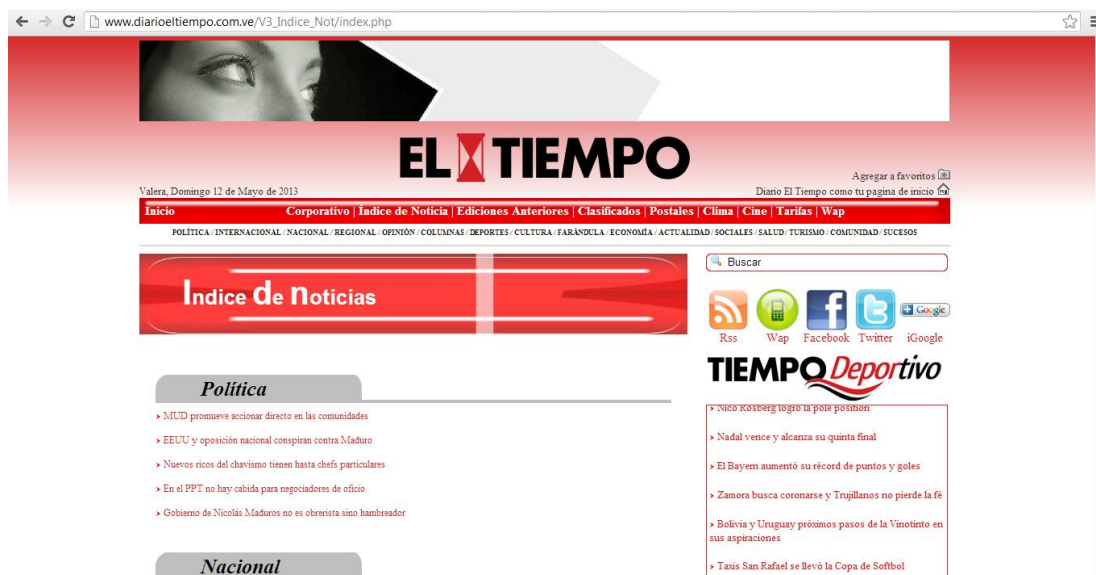 www.diarioeltiempo.com.ve/V3_Indice_Not/index.php
EL TIEMPO
Agregar a favoritos
Valera, Domingo 12 de Mayo de 2013
Diario El Tiempo como tu pagina de inicio
Inicio
Corporativo | Índice de Noticia | Ediciones Anteriores | Clasificados | Postales | Clima | Cine | Tarifas | Wap
POLÍTICA / INTERNACIONAL / NACIONAL / REGIONAL / OPINIÓN / COLUMNAS / DEPORTES / CULTURA / FARÁNDULA / ECONOMÍA / ACTUALIDAD / SOCIALES / SALUD / TURISMO / COMUNIDAD / SUCESOS
Indice de noticias
Buscar
Google
Rss Wap Facebook Twitter iGoogle
TIEMPO Deportivo
Política
> MUD promueve accionar directo en las comunidades
> EEUU y oposición nacional conspiran contra Maduro
> Nuevos ricos del chavismo tienen hasta chefs particulares
> En el PPT no hay cabida para negociadores de oficio
> Gobierno de Nicolás Maduros no es obrerista sino hambreador
Nacional
> Nico Rosberg logró la pole position
> Nadal vence y alcanza su quinta final
> El Bayern aumentó su récord de puntos y goles
> Zamora busca coronarse y Trujillanos no pierde la fé
> Bolivia y Uruguay próximos pasos de la Vinotinto en
sus aspiraciones
> Taxis San Rafael se llevó la Copa de Softbol